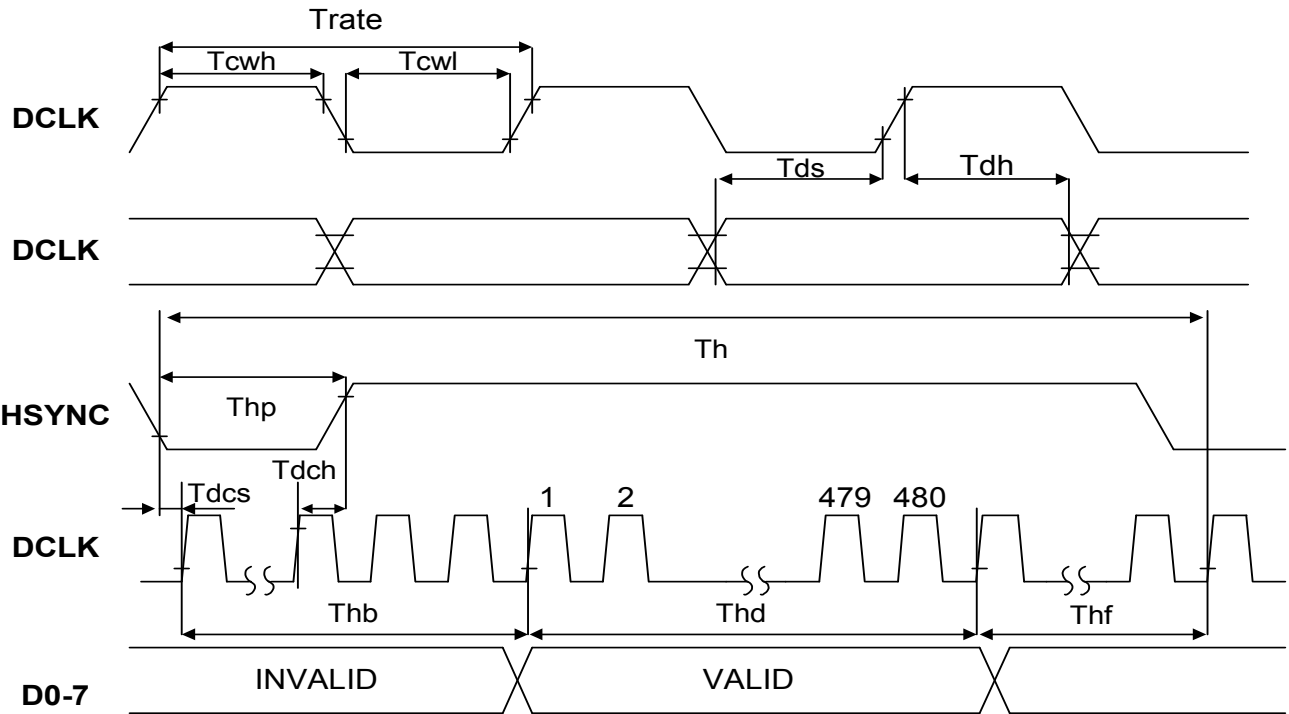 Trate
Tcwh Tcwl
DCLK
Tds Tdh
DCLK
Th
HSYNC Thp
Tdch
Tdcs 1 2 479 480
DCLK
Thb Thd Thf
INVALID VALID
D0-7